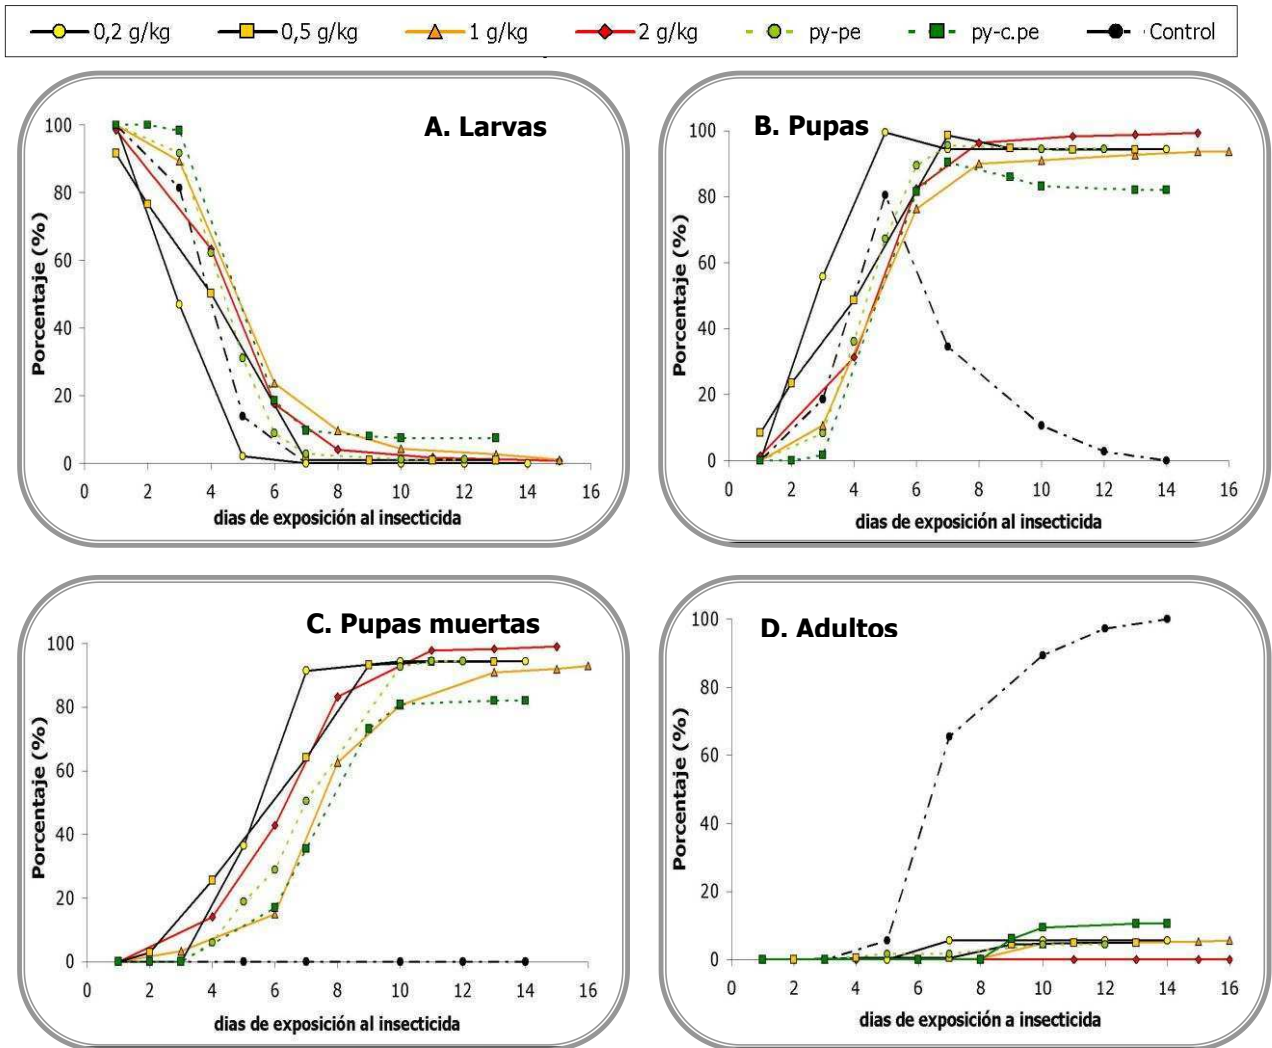 0,2 g/kg 0,5 g/kg 1 g/kg 2 g/kg py-pe py-c.pe Control
A. Larvas
Porcentaje (%)
100
80
60
40
20
0
0 2 4 6 8 10 12 14 16
dias de exposición al insecticida
B. Pupas
Porcentaje (%)
100
80
60
40
20
0
0 2 4 6 8 10 12 14 16
dias de exposición al insecticida
C. Pupas muertas
Porcentaje (%)
100
80
60
40
20
0
0 2 4 6 8 10 12 14 16
dias de exposición al insecticida
D. Adultos
Porcentaje (%)
100
80
60
40
20
0
0 2 4 6 8 10 12 14 16
dias de exposición a insecticida